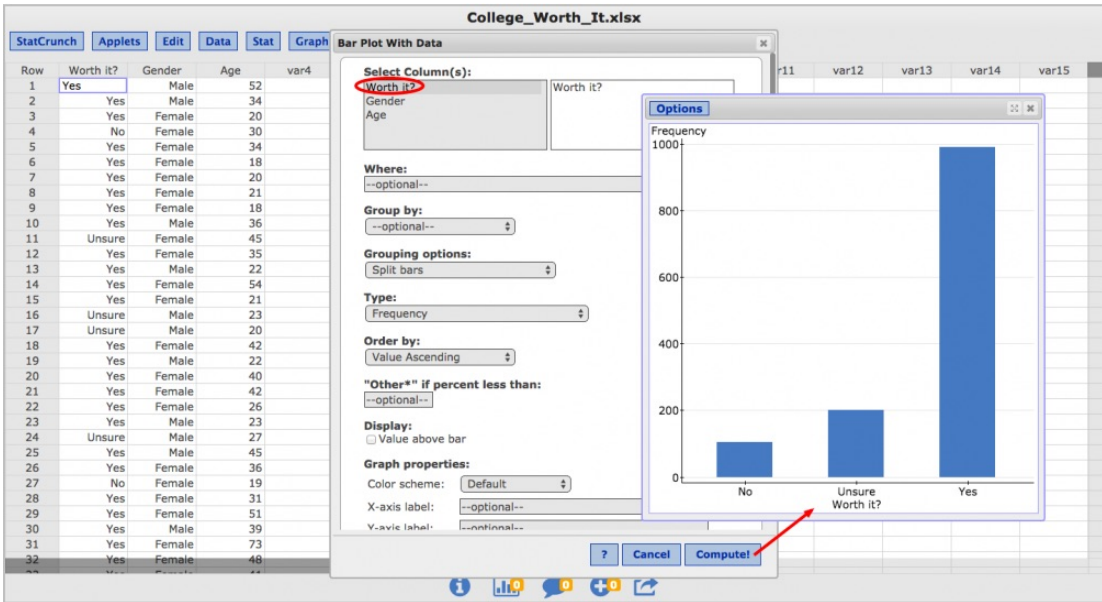 College_Worth_It.xlsx
StatCrunch Applets Edit Data Stat Graph
Row Worth it? Gender Age var4 r11 var12 var13 var14 var15
1 Yes Male 52
2 Yes Male 34
3 Yes Female 20
4 No Female 30
5 Yes Female 34
6 Yes Female 18
7 Yes Female 20
8 Yes Female 21
9 Yes Female 18
10 Yes Male 36
11 Unsure Female 45
12 Yes Female 35
13 Yes Male 22
14 Yes Female 54
15 Yes Female 21
16 Unsure Male 23
17 Unsure Male 20
18 Yes Female 42
19 Yes Male 22
20 Yes Female 40
21 Yes Female 42
22 Yes Female 26
23 Yes Male 23
24 Unsure Male 27
25 Yes Male 45
26 Yes Female 36
27 No Female 19
28 Yes Female 31
29 Yes Female 51
30 Yes Male 39
31 Yes Female 73
32 Yes Female 48
Bar Plot With Data
Select Column(s):
Worth it? Worth it?
Gender
Age
Where:
--optional--
Group by:
--optional--
Grouping options:
Split bars
Type:
Frequency
Order by:
Value Ascending
"Other*" if percent less than:
--optional--
Display:
Value above bar
Graph properties:
Color scheme: Default
X-axis label: --optional--
Y-axis label: --optional--
? Cancel Compute!
Options
Frequency
1000
800
600
400
200
0
No Unsure Yes
Worth it?
0 0 0